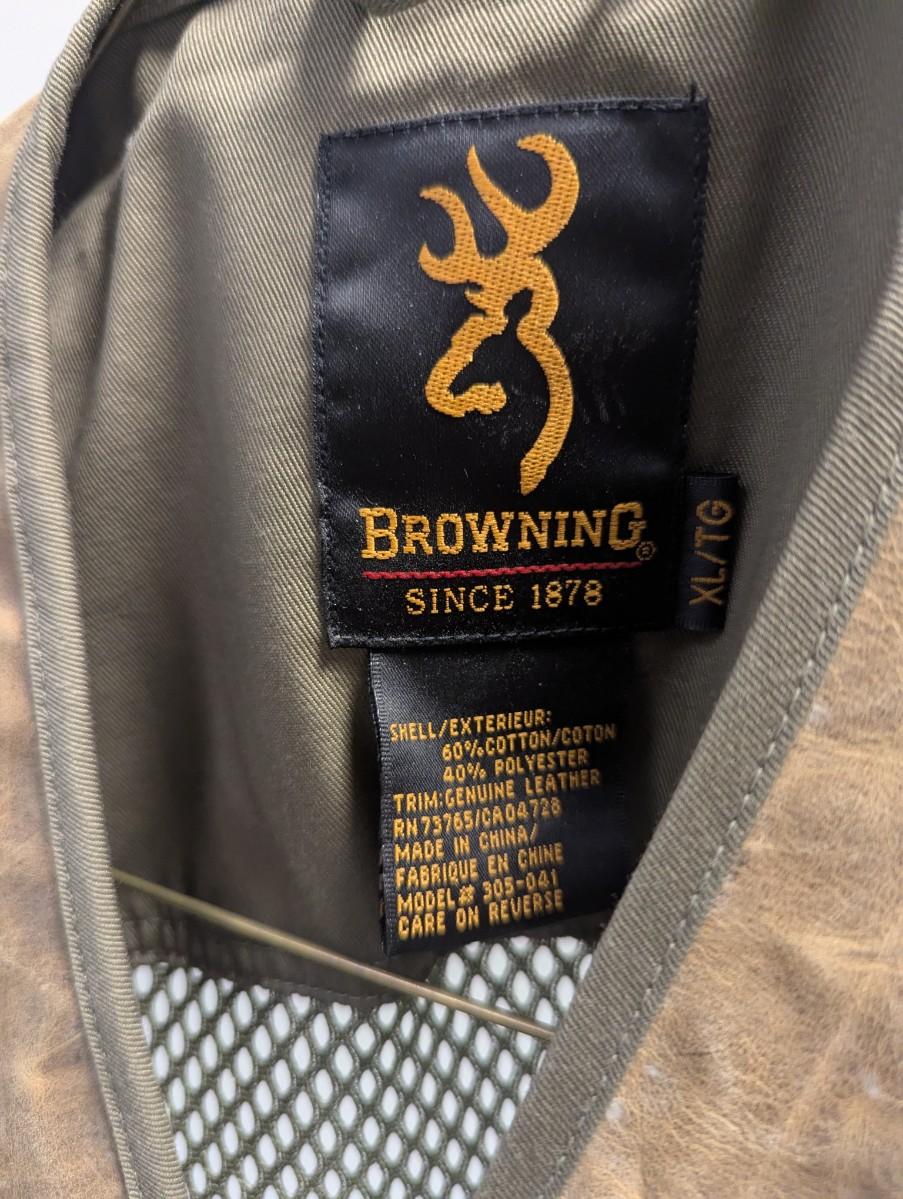 BROWNING®
SINCE 1878
XL/TG
SHELL/EXTERIEUR:
60%COTTON/COTON
40% POLYESTER
TRIM:GENUINE LEATHER
RN73765/CA04728
MADE IN CHINA/
FABRIQUE EN CHINE
MODEL# 305-041
CARE ON REVERSE